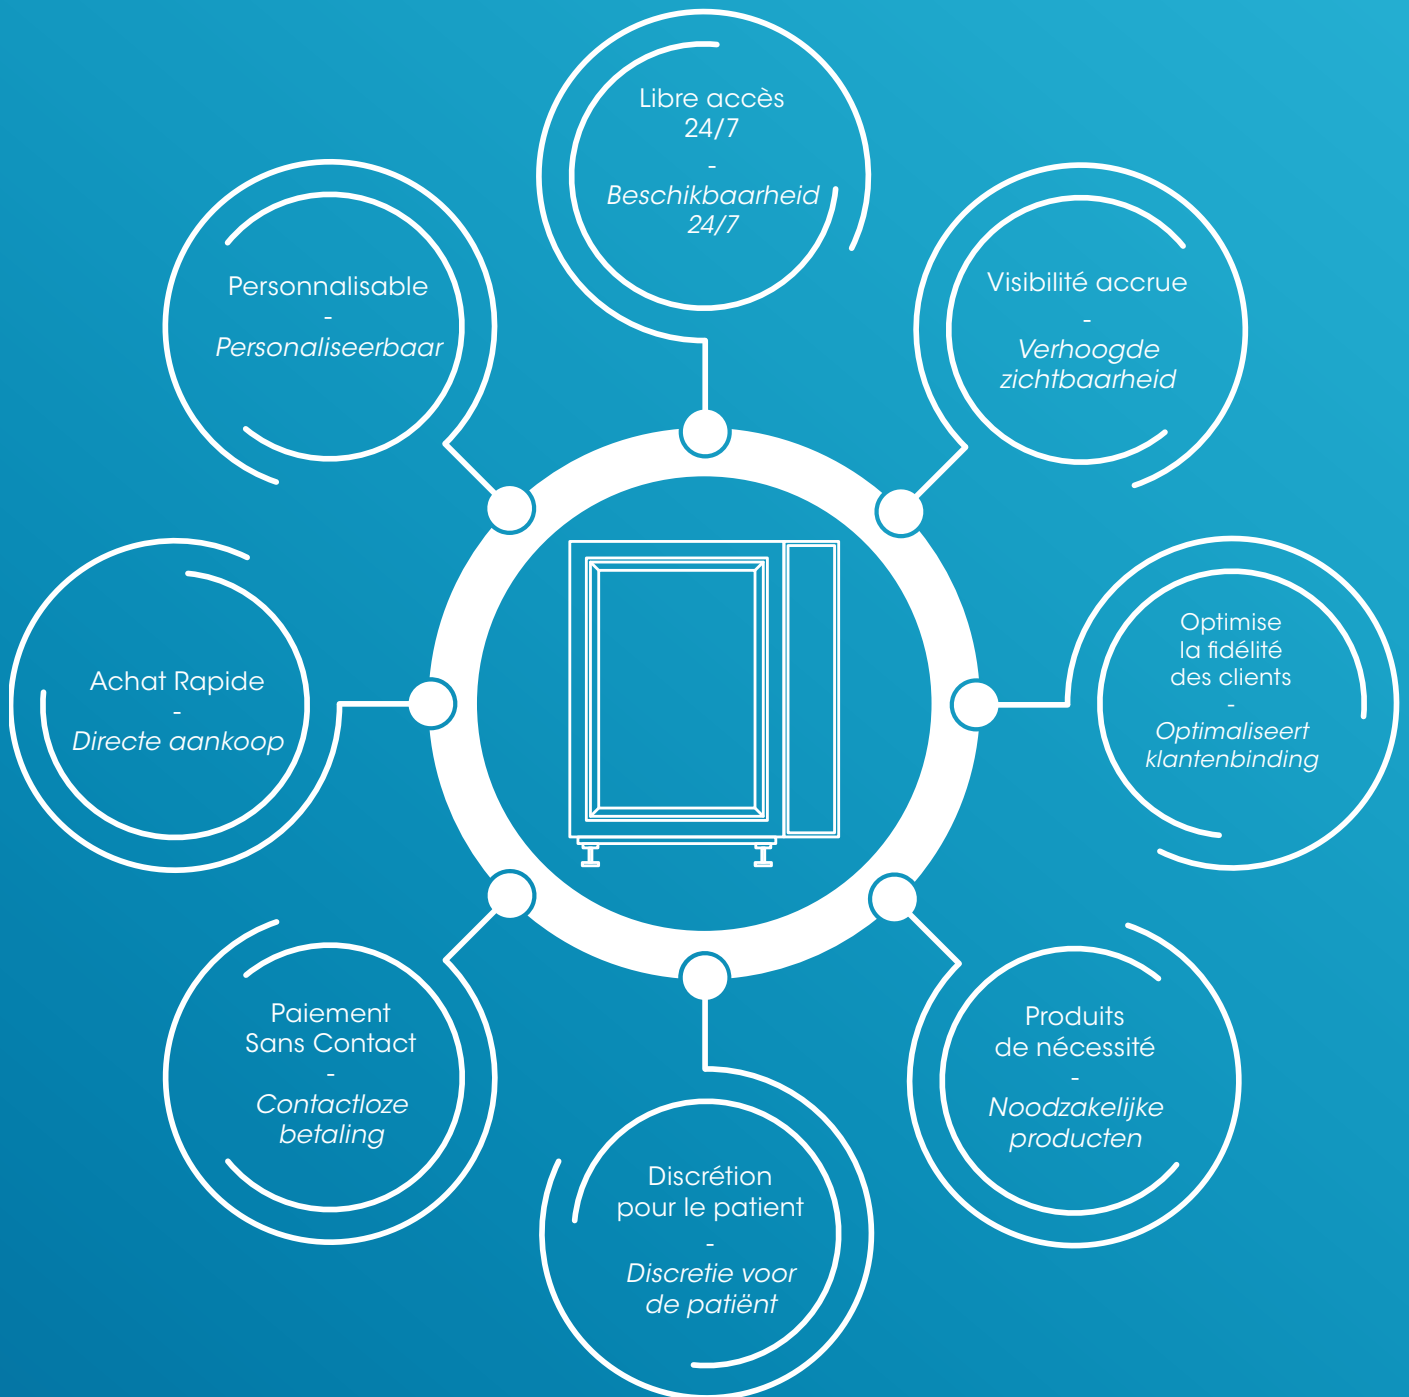 Libre accès
24/7
-
Beschikbaarheid
24/7
Visibilité accrue
-
Verhoogde
zichtbaarheid
Optimise
la fidélité
des clients
-
Optimaliseert
klantenbinding
Produits
de nécessité
-
Noodzakelijke
producten
Discrétion
pour le patient
-
Discretie voor
de patiënt
Paiement
Sans Contact
-
Contactloze
betaling
Achat Rapide
-
Directe aankoop
Personnalisable
-
Personaliseerbaar